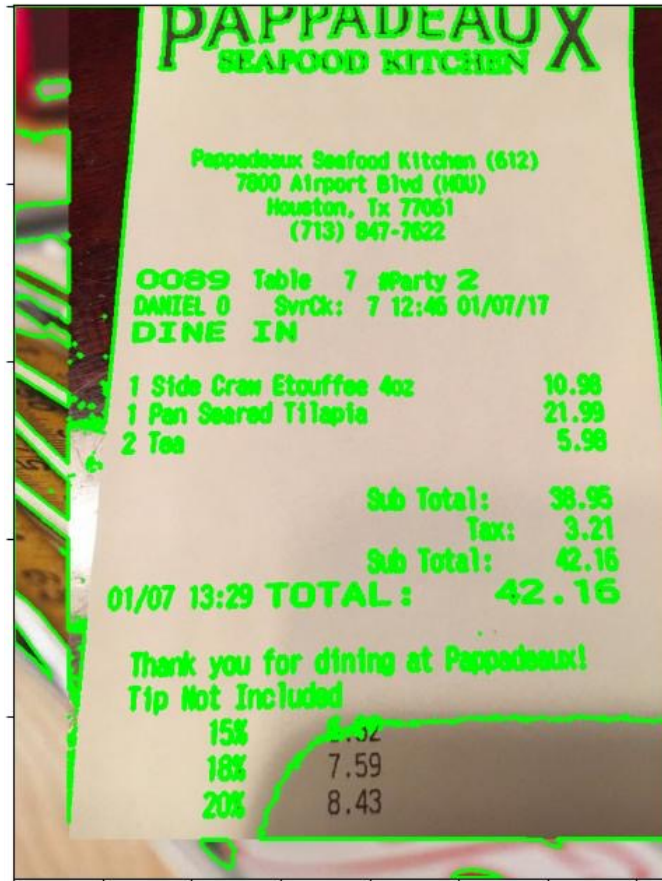 PAPPADEAUX
SEAFOOD KITCHEN
Pappadeaux Seafood Kitchen (612)
7800 Airport Blvd (HOU)
Houston, Tx 77061
(713) 847-7622
0089 Table 7 #Party 2
DANIEL O SvrCk: 7 12:46 01/07/17
DINE IN
1 Side Craw Etouffee 4oz 10.98
1 Pan Seared Tilapia 21.99
2 Tea 5.98
Sub Total: 38.95
Tax: 3.21
Sub Total: 42.16
01/07 13:29 TOTAL: 42.16
Thank you for dining at Pappadeaux!
Tip Not Included
15%
18% 7.59
20% 8.43